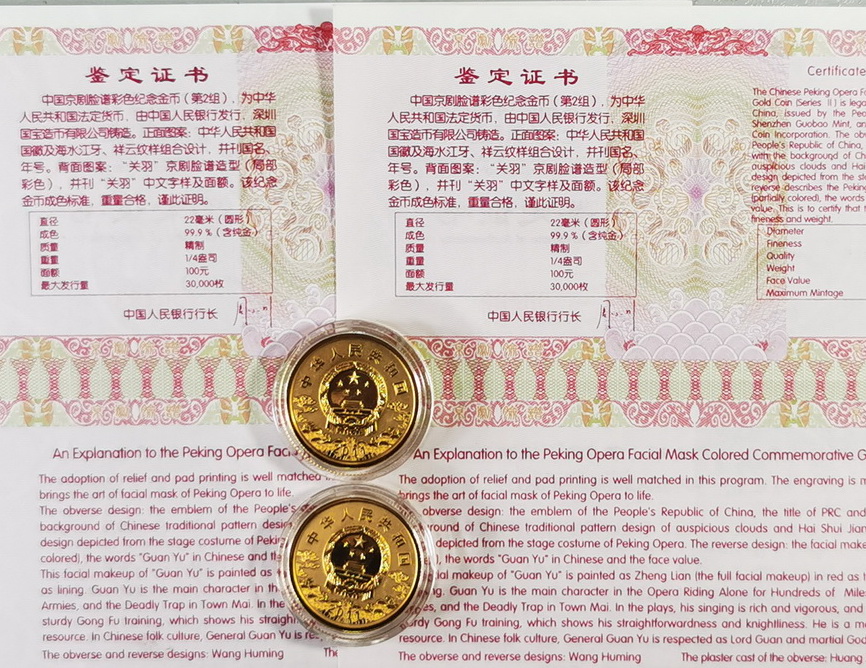 鉴定证书
中国京剧脸谱彩色纪念金币（第2组），为中华
人民共和国法定货币，由中国人民银行发行，深圳
国宝造币有限公司铸造。正面图案：中华人民共和国
国徽及海水江牙、祥云纹样组合设计，并刊国名、
年号。背面图案：“关羽”京剧脸谱造型（局部
彩色），并刊“关羽”中文字样及面额。该纪念
金币成色标准，重量合格，谨此证明。
直径 22毫米（圆形）
成色 99.9％（含纯金）
质量 精制
重量 1/4盎司
面额 100元
最大发行量 30,000枚
中国人民银行行长
鉴定证书
中国京剧脸谱彩色纪念金币（第2组），为中华
人民共和国法定货币，由中国人民银行发行，深圳
国宝造币有限公司铸造。正面图案：中华人民共和国
国徽及海水江牙、祥云纹样组合设计，并刊国名、
年号。背面图案：“关羽”京剧脸谱造型（局部
彩色），并刊“关羽”中文字样及面额。该纪念
金币成色标准，重量合格，谨此证明。
直径 22毫米（圆形）
成色 99.9％（含纯金）
质量 精制
重量 1/4盎司
面额 100元
最大发行量 30,000枚
中国人民银行行长
Certificate
The Chinese Peking Opera
Gold Coin (Series II) is
China, issued by the
Shenzhen Guobao Mint, and
Coin Incorporation. The
People's Republic of China,
with the background of
auspicious clouds and Hai
design depicted from the
reverse describes the
(partially colored), the words
value. This is to certify that
fineness and weight.
Diameter
Fineness
Quality
Weight
Face Value
Maximum Mintage
中华人民共和国
中华人民共和国
An Explanation to the Peking Opera
The adoption of relief and pad printing is well matched
brings the art of facial mask of Peking Opera to life.
The obverse design: the emblem of the People's
background of Chinese traditional pattern
design depicted from the stage costume of
colored), the words "Guan Yu" in Chinese and
This facial makeup of "Guan Yu" is painted as
as lining. Guan Yu is the main character in
Armies, and the Deadly Trap in Town Mai. In the
sturdy Gong Fu training, which shows his
resource. In Chinese folk culture, General Guan Yu is
The obverse and reverse designs: Wang Huming
An Explanation to the Peking Opera Facial Mask Colored Commemorative
The adoption of relief and pad printing is well matched in this program. The engraving is
brings the art of facial mask of Peking Opera to life.
obverse design: the emblem of the People's Republic of China, the title of PRC and
of Chinese traditional pattern design of auspicious clouds and Hai Shui
depicted from the stage costume of Peking Opera. The reverse design: the facial
the words "Guan Yu" in Chinese and the face value.
makeup of "Guan Yu" is painted as Zheng Lian (the full facial makeup) in red as
Guan Yu is the main character in the Opera Riding Alone for Hundreds of
and the Deadly Trap in Town Mai. In the plays, his singing is rich and vigorous, and
Gong Fu training, which shows his straightforwardness and knightliness. He is a
resource. In Chinese folk culture, General Guan Yu is respected as Lord Guan and martial
The obverse and reverse designs: Wang Huming The plaster cast of the obverse: